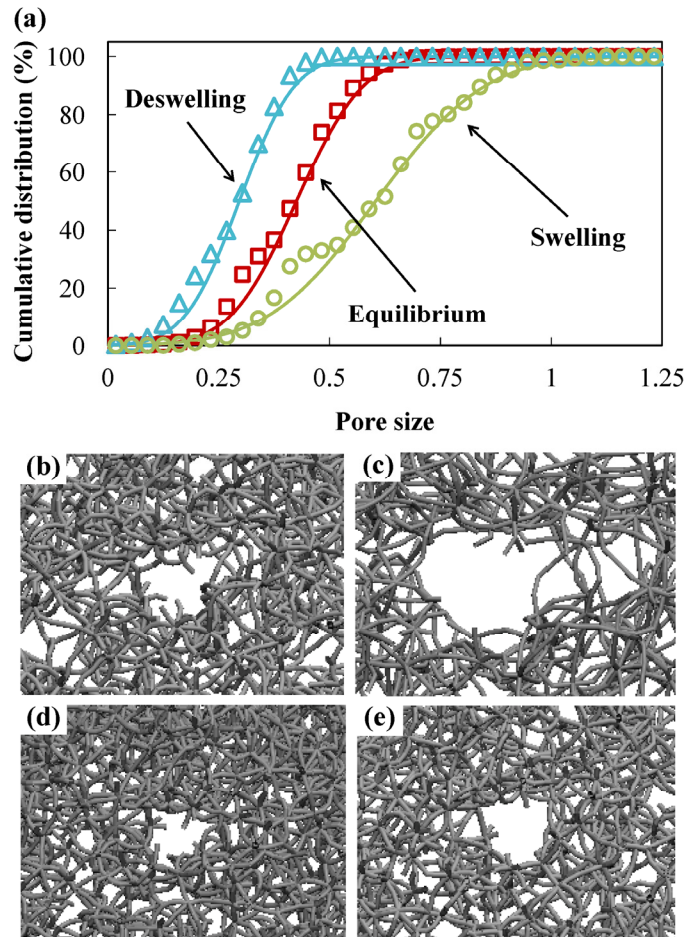 (a)
Cumulative distribution (%)
100
80
60
40
20
0
Deswelling
Swelling
Equilibrium
0 0.25 0.5 0.75 1 1.25
Pore size
(b) (c)
(d) (e)